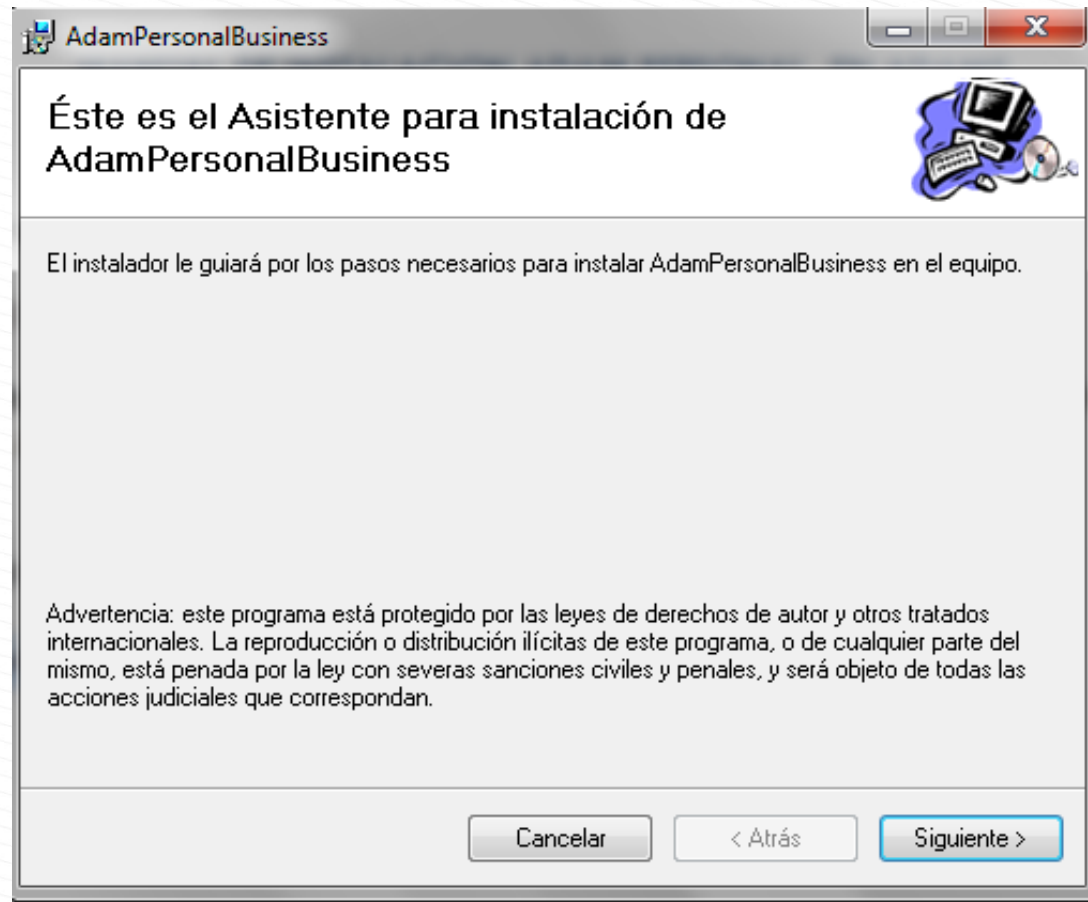 AdamPersonalBusiness
Éste es el Asistente para instalación de
AdamPersonalBusiness
El instalador le guiará por los pasos necesarios para instalar AdamPersonalBusiness en el equipo.
Advertencia: este programa está protegido por las leyes de derechos de autor y otros tratados
internacionales. La reproducción o distribución ilícitas de este programa, o de cualquier parte del
mismo, está penada por la ley con severas sanciones civiles y penales, y será objeto de todas las
acciones judiciales que correspondan.
Cancelar < Atrás Siguiente >